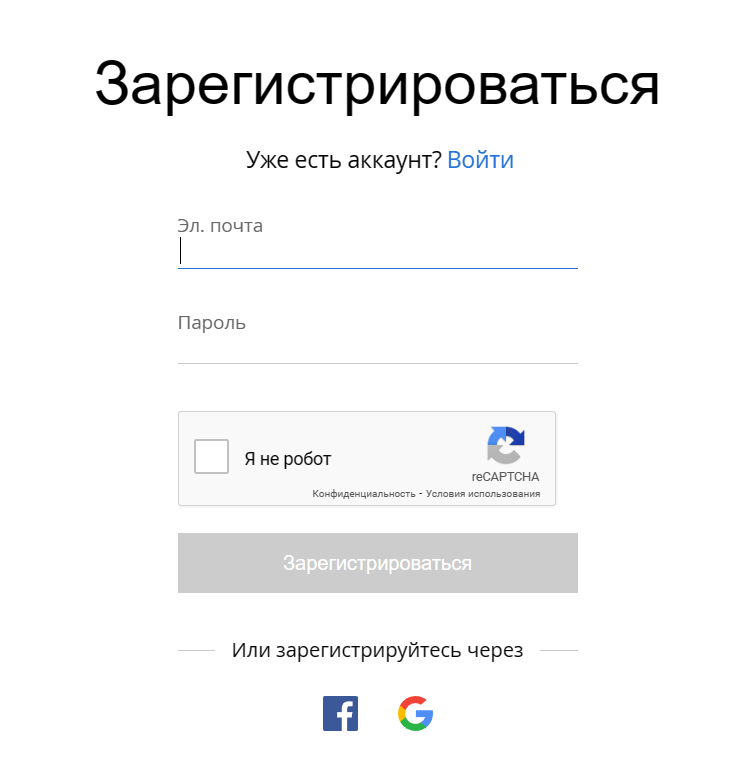 Зарегистрироваться
Уже есть аккаунт? Войти
Эл. почта
Пароль
Я не робот
reCAPTCHA
Конфиденциальность - Условия использования
Зарегистрироваться
Или зарегистрируйтесь через